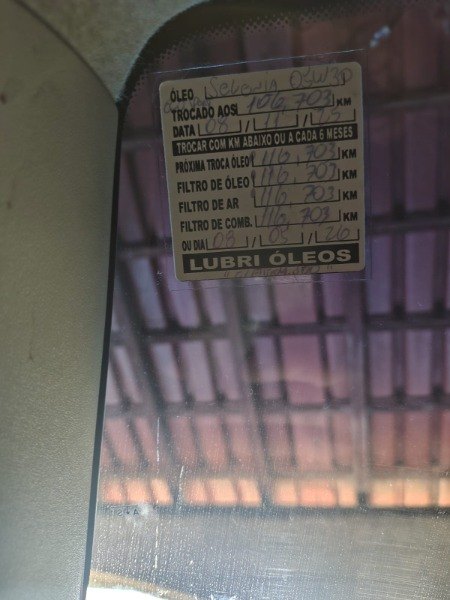 ÓLEO Selenia 05W30
TROCADO AOS 106.703 KM
DATA 08 / 11 / 25
TROCAR COM KM ABAIXO OU A CADA 6 MESES
PRÓXIMA TROCA ÓLEO 116.703 KM
FILTRO DE ÓLEO 116.703 KM
FILTRO DE AR 116.703 KM
FILTRO DE COMB. 116.703 KM
OU DIA 08 / 05 / 26
LUBRI ÓLEOS